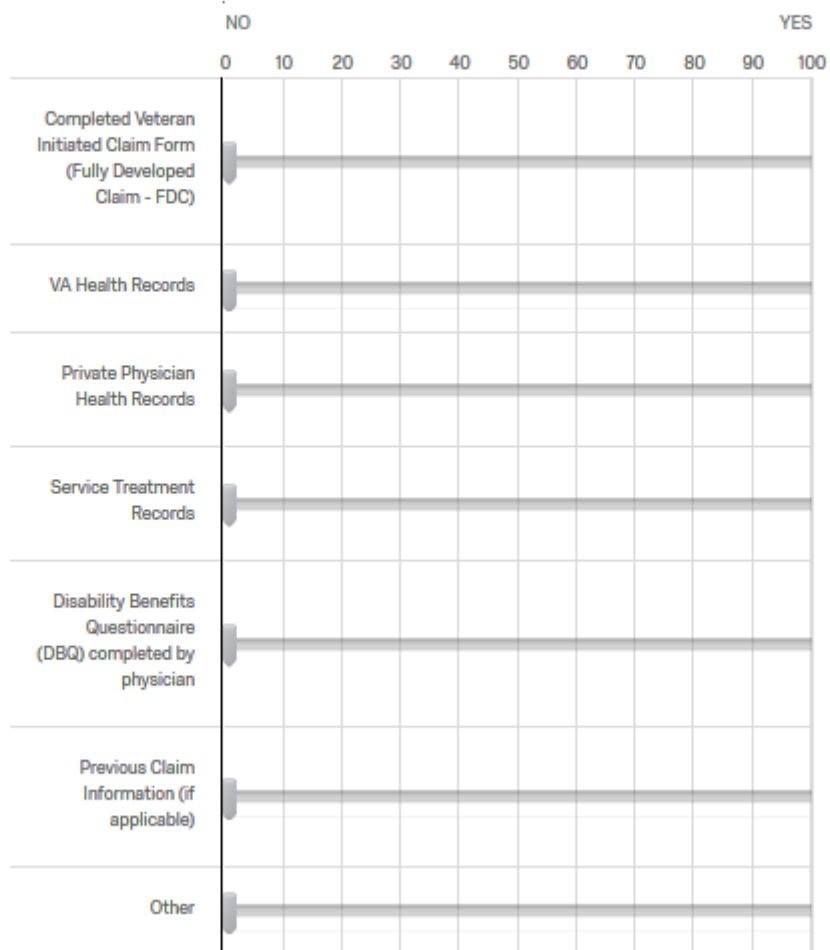 NO YES
0 10 20 30 40 50 60 70 80 90 100
Completed Veteran
Initiated Claim Form
(Fully Developed
Claim - FDC)
VA Health Records
Private Physician
Health Records
Service Treatment
Records
Disability Benefits
Questionnaire
(DBQ) completed by
physician
Previous Claim
Information (if
applicable)
Other